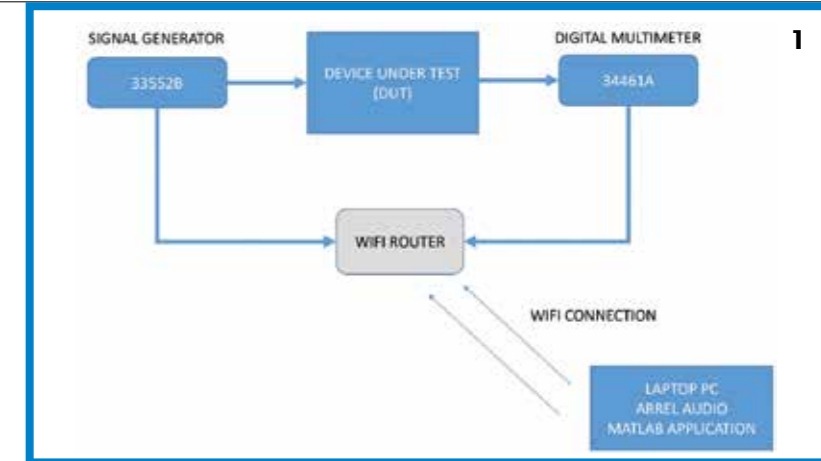 SIGNAL GENERATOR
DIGITAL MULTIMETER
1
33552B
DEVICE UNDER TEST
(DUT)
34461A
WIFI ROUTER
WIFI CONNECTION
LAPTOP PC
ARREL AUDIO
MATLAB APPLICATION